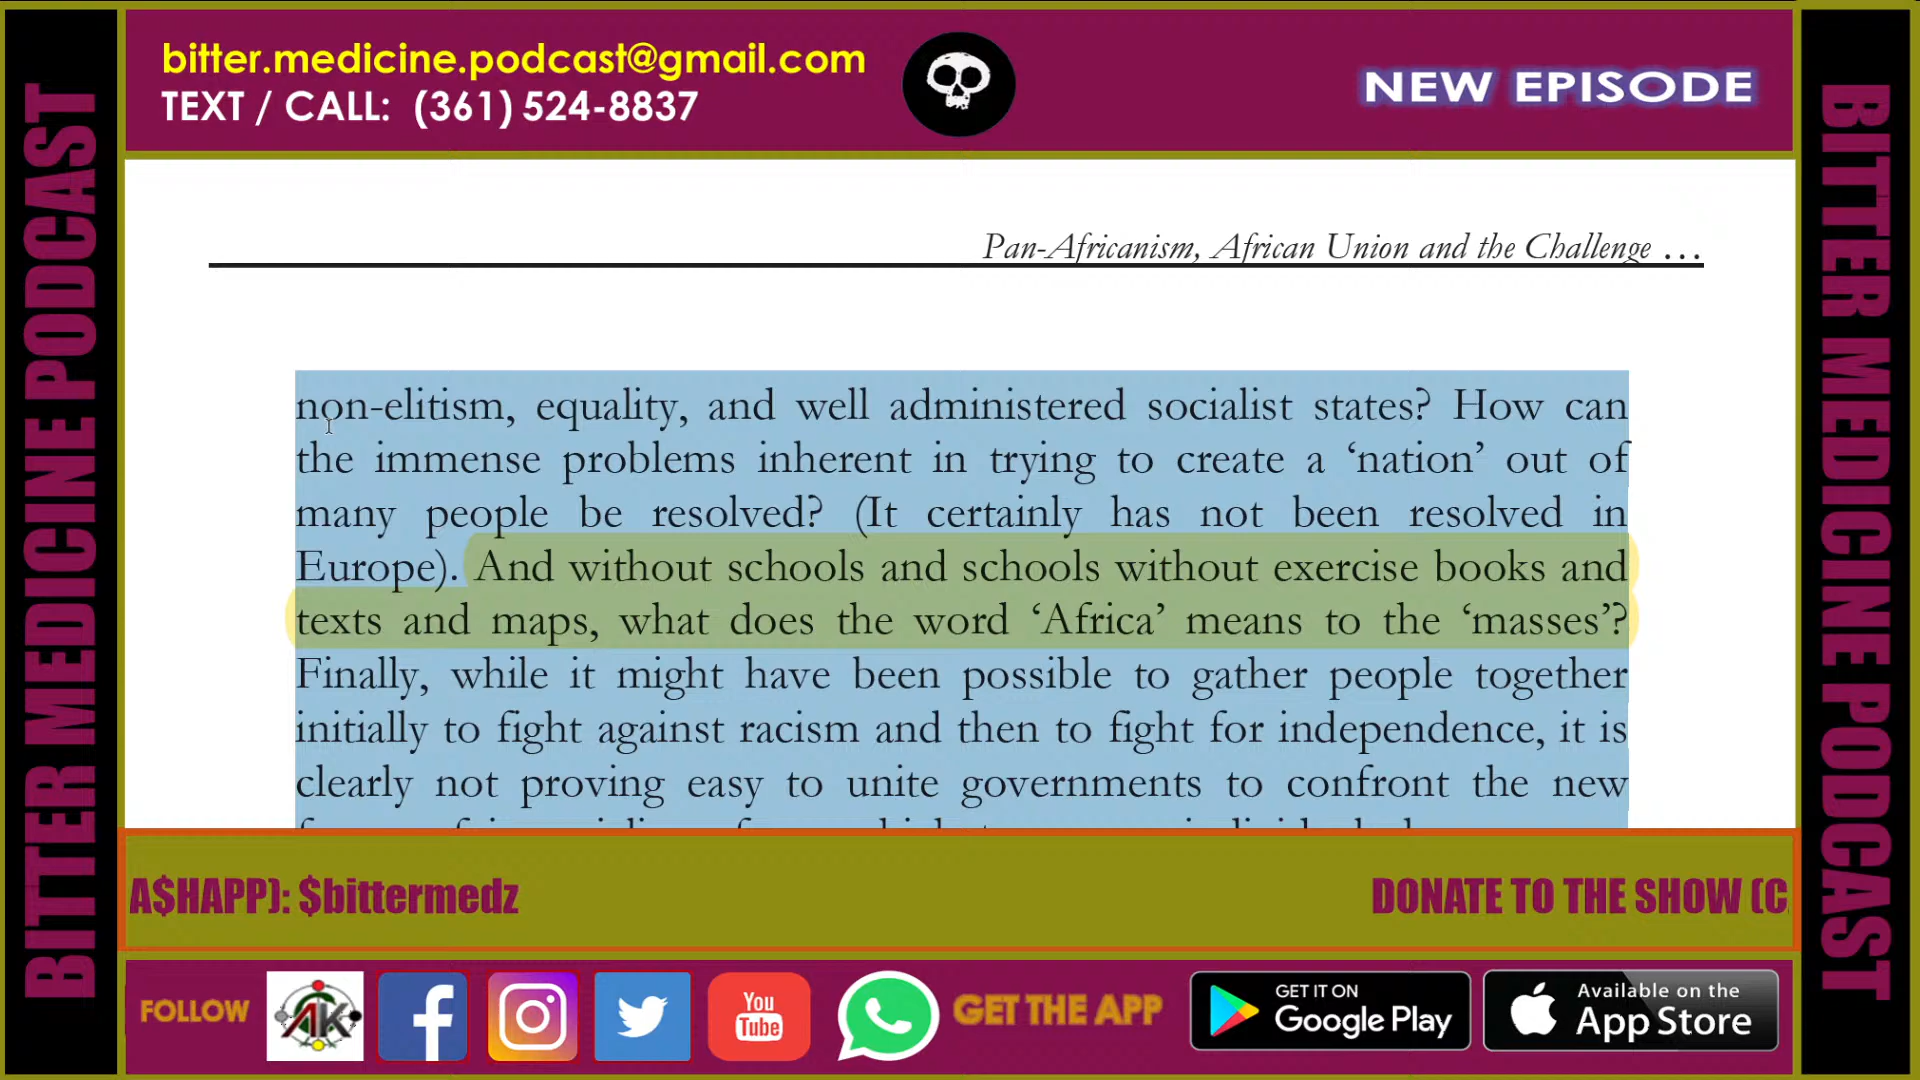 bitter.medicine.podcast@gmail.com
TEXT / CALL: (361) 524-8837
NEW EPISODE
BITTER MEDICINE PODCAST
BITTER MEDICINE PODCAST
Pan-Africanism, African Union and the Challenge …
non-elitism, equality, and well administered socialist states? How can
the immense problems inherent in trying to create a ‘nation’ out of
many people be resolved? (It certainly has not been resolved in
Europe). And without schools and schools without exercise books and
texts and maps, what does the word ‘Africa’ means to the ‘masses’?
Finally, while it might have been possible to gather people together
initially to fight against racism and then to fight for independence, it is
clearly not proving easy to unite governments to confront the new
A$HAPP): $bittermedz
DONATE TO THE SHOW (C
FOLLOW
AK
You
Tube
GET THE APP
GET IT ON
Google Play
Available on the
App Store